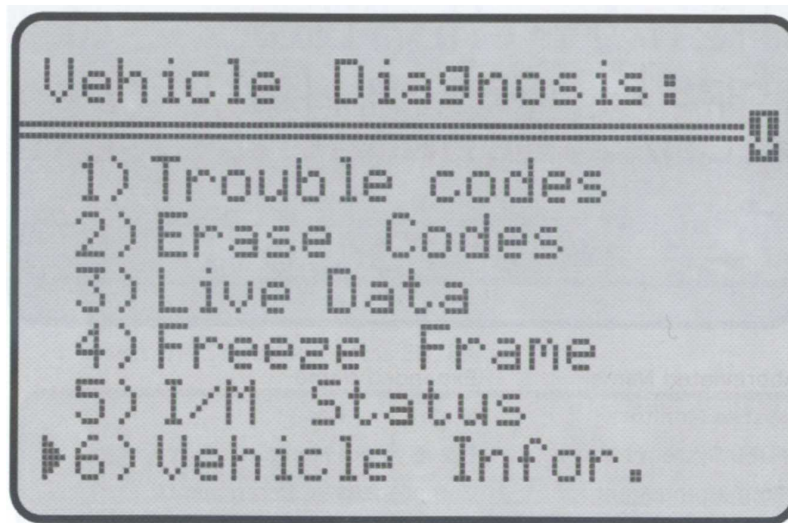 Vehicle Diagnosis:
1) Trouble codes
2) Erase Codes
3) Live Data
4) Freeze Frame
5) I/M Status
6) Vehicle Infor.